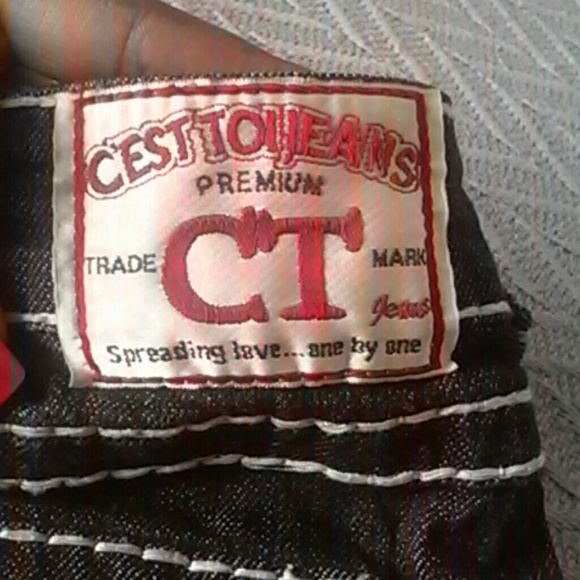 CEST TOI JEANS
PREMIUM
TRADE CT MARK
Jeans
Spreading love... one by one